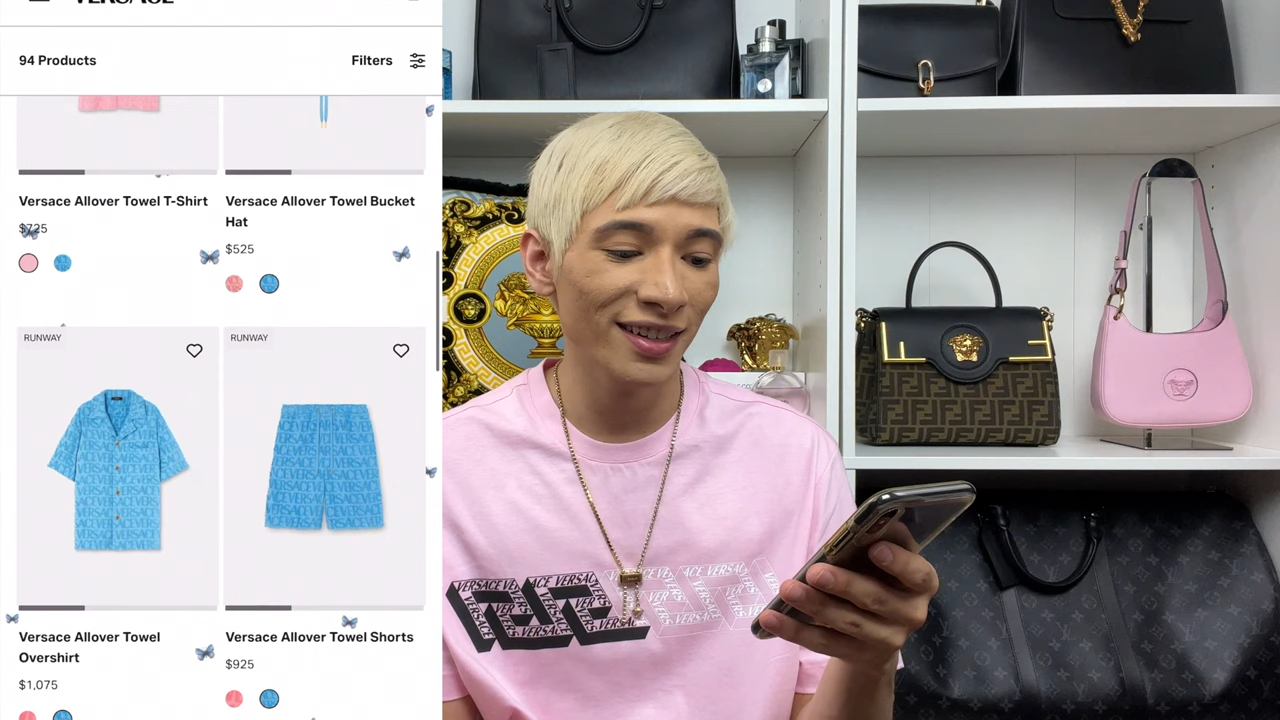 VERSACE
94 Products
Filters
Versace Allover Towel T-Shirt
$725
Versace Allover Towel Bucket
Hat
$525
RUNWAY
RUNWAY
Versace Allover Towel
Overshirt
$1,075
Versace Allover Towel Shorts
$925